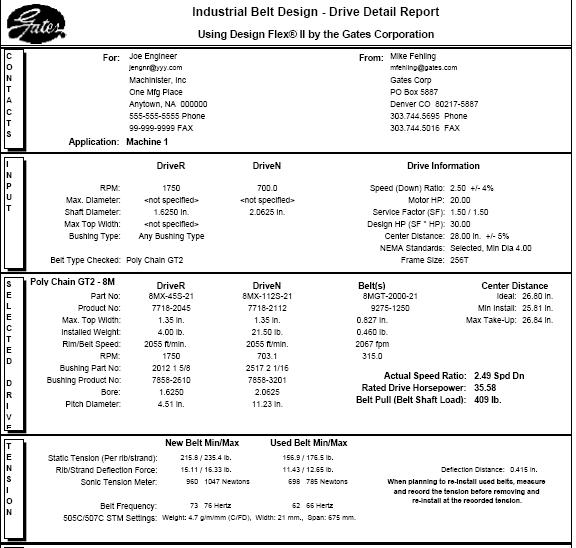 Gates
Industrial Belt Design - Drive Detail Report
Using Design Flex® II by the Gates Corporation
CONTACTS
For: Joe Engineer From: Mike Fehling
jengnr@yyy.com mfehling@gates.com
Machinister, Inc Gates Corp
One Mfg Place PO Box 5887
Anytown, NA 000000 Denver CO 80217-5887
555-555-5555 Phone 303.744.5695 Phone
99-999-9999 FAX 303.744.5016 FAX
Application: Machine 1
INPUT
DriveR DriveN Drive Information
RPM: 1750 700.0 Speed (Down) Ratio: 2.50 +/- 4%
Max. Diameter: <not specified> <not specified> Motor HP: 20.00
Shaft Diameter: 1.6250 in. 2.0625 in. Service Factor (SF): 1.50 / 1.50
Max Top Width: <not specified> Design HP (SF * HP): 30.00
Bushing Type: Any Bushing Type Center Distance: 28.00 in. +/- 5%
NEMA Standards: Selected, Min Dia 4.00
Belt Type Checked: Poly Chain GT2 Frame Size: 256T
SELECTED DRIVE
Poly Chain GT2 - 8M DriveR DriveN Belt(s) Center Distance
Part No: 8MX-45S-21 8MX-112S-21 8MGT-2000-21 Ideal: 26.80 in.
Product No: 7718-2045 7718-2112 9275-1250 Min Install: 25.81 in.
Max. Top Width: 1.35 in. 1.35 in. 0.827 in. Max Take-Up: 26.84 in.
Installed Weight: 4.00 lb. 21.50 lb. 0.460 lb.
Rim/Belt Speed: 2055 ft/min. 2055 ft/min. 2067 fpm
RPM: 1750 703.1 315.0
Bushing Part No: 2012 1 5/8 2517 2 1/16
Bushing Product No: 7858-2610 7858-3201
Bore: 1.6250 2.0625
Pitch Diameter: 4.51 in. 11.23 in.
Actual Speed Ratio: 2.49 Spd Dn
Rated Drive Horsepower: 35.58
Belt Pull (Belt Shaft Load): 409 lb.
TENSION
New Belt Min/Max Used Belt Min/Max
Static Tension (Per rib/strand): 215.8 / 235.4 lb. 156.9 / 176.5 lb.
Rib/Strand Deflection Force: 15.11 / 16.33 lb. 11.43 / 12.65 lb. Deflection Distance: 0.415 in.
Sonic Tension Meter: 960 1047 Newtons 698 785 Newtons
When planning to re-install used belts, measure
and record the tension before removing and
re-install at the recorded tension.
Belt Frequency: 73 76 Hertz 62 66 Hertz
505C/507C STM Settings: Weight: 4.7 g/m/mm (C/FD), Width: 21 mm., Span: 675 mm.